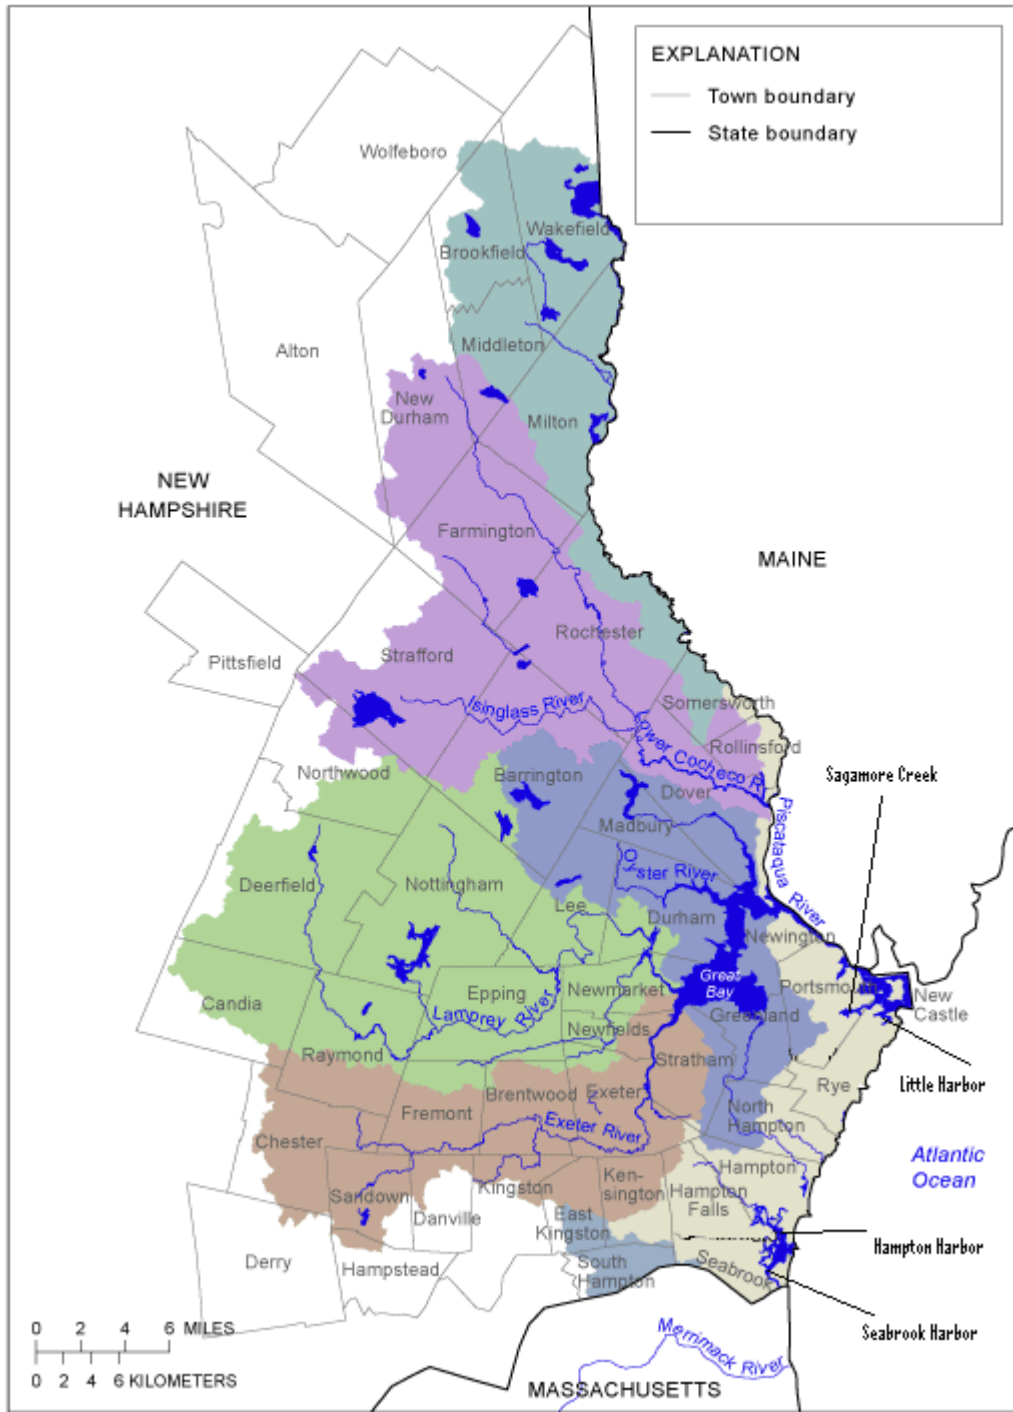 EXPLANATION
Town boundary
State boundary
Wolfeboro
Wakefield
Brookfield
Alton
Middleton
New
Durham
Milton
NEW
HAMPSHIRE
Farmington
MAINE
Rochester
Strafford
Pittsfield
Isinglass River
Somersworth
Lower Cocheco R.
Rollinsford
Northwood
Barrington
Sagamore Creek
Dover
Madbury
Piscataqua River
Oyster River
Deerfield
Nottingham
Lee
Durham
Newington
Great
Bay
Portsmouth
New
Castle
Candia
Epping
Newmarket
Greenland
Lamprey River
Newfields
Raymond
Stratham
Little Harbor
Rye
Brentwood
Exeter
Fremont
North
Hampton
Exeter River
Chester
Atlantic
Ocean
Hampton
Sandown
Kingston
Ken-
sington
Hampton
Falls
Danville
East
Kingston
Hampton Harbor
Derry
Hampstead
South
Hampton
Seabrook
Seabrook Harbor
0 2 4 6 MILES
0 2 4 6 KILOMETERS
Merrimack River
MASSACHUSETTS